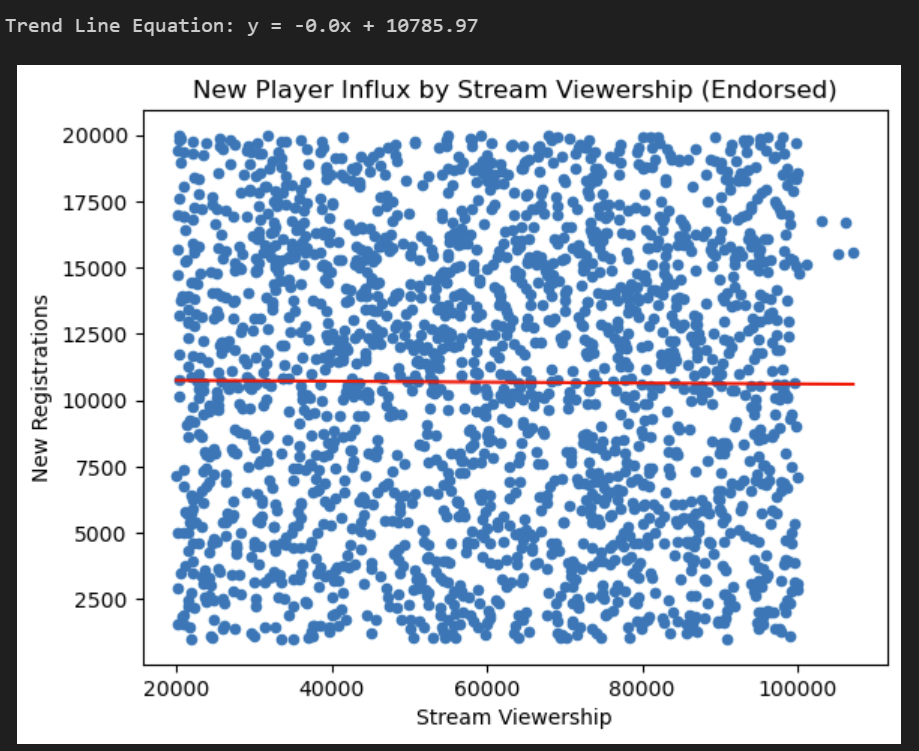 Trend Line Equation: y = -0.0x + 10785.97
New Player Influx by Stream Viewership (Endorsed)
20000
17500
15000
12500
10000
7500
5000
2500
New Registrations
20000 40000 60000 80000 100000
Stream Viewership